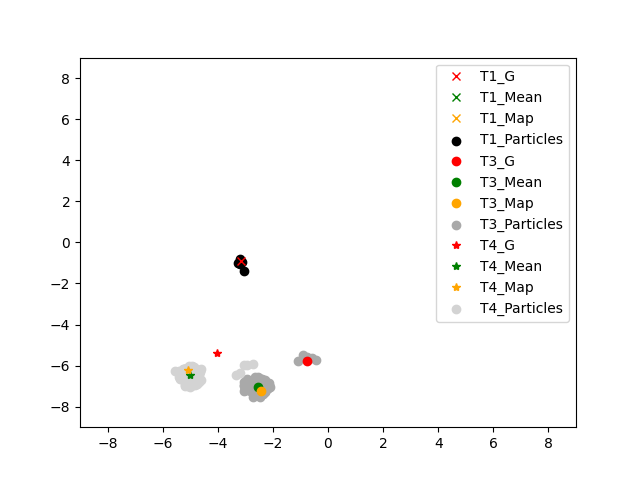 8
6
4
2
0
−2
−4
−6
−8
−8 −6 −4 −2 0 2 4 6 8
T1_G
T1_Mean
T1_Map
T1_Particles
T3_G
T3_Mean
T3_Map
T3_Particles
T4_G
T4_Mean
T4_Map
T4_Particles